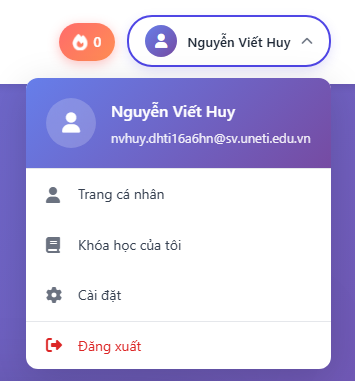 0
Nguyễn Viết Huy
Nguyễn Viết Huy
nvhuy.dhti16a6hn@sv.uneti.edu.vn
Trang cá nhân
Khóa học của tôi
Cài đặt
Đăng xuất